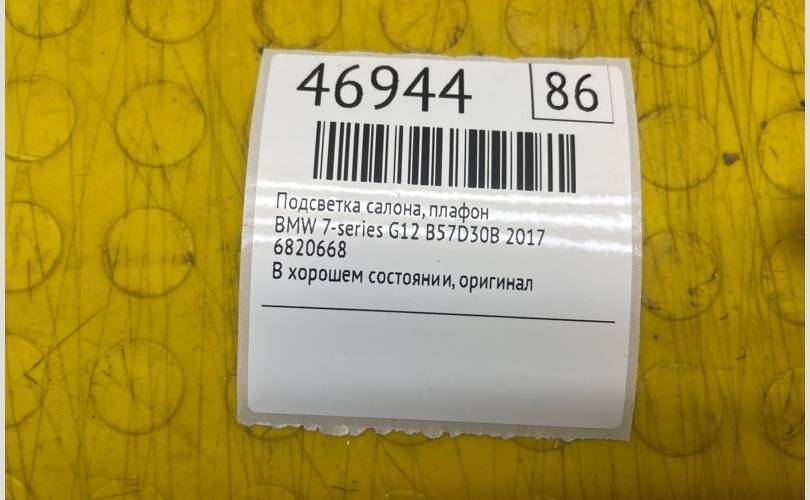 46944
86
Подсветка салона, плафон
BMW 7-series G12 B57D30B 2017
6820668
В хорошем состоянии, оригинал